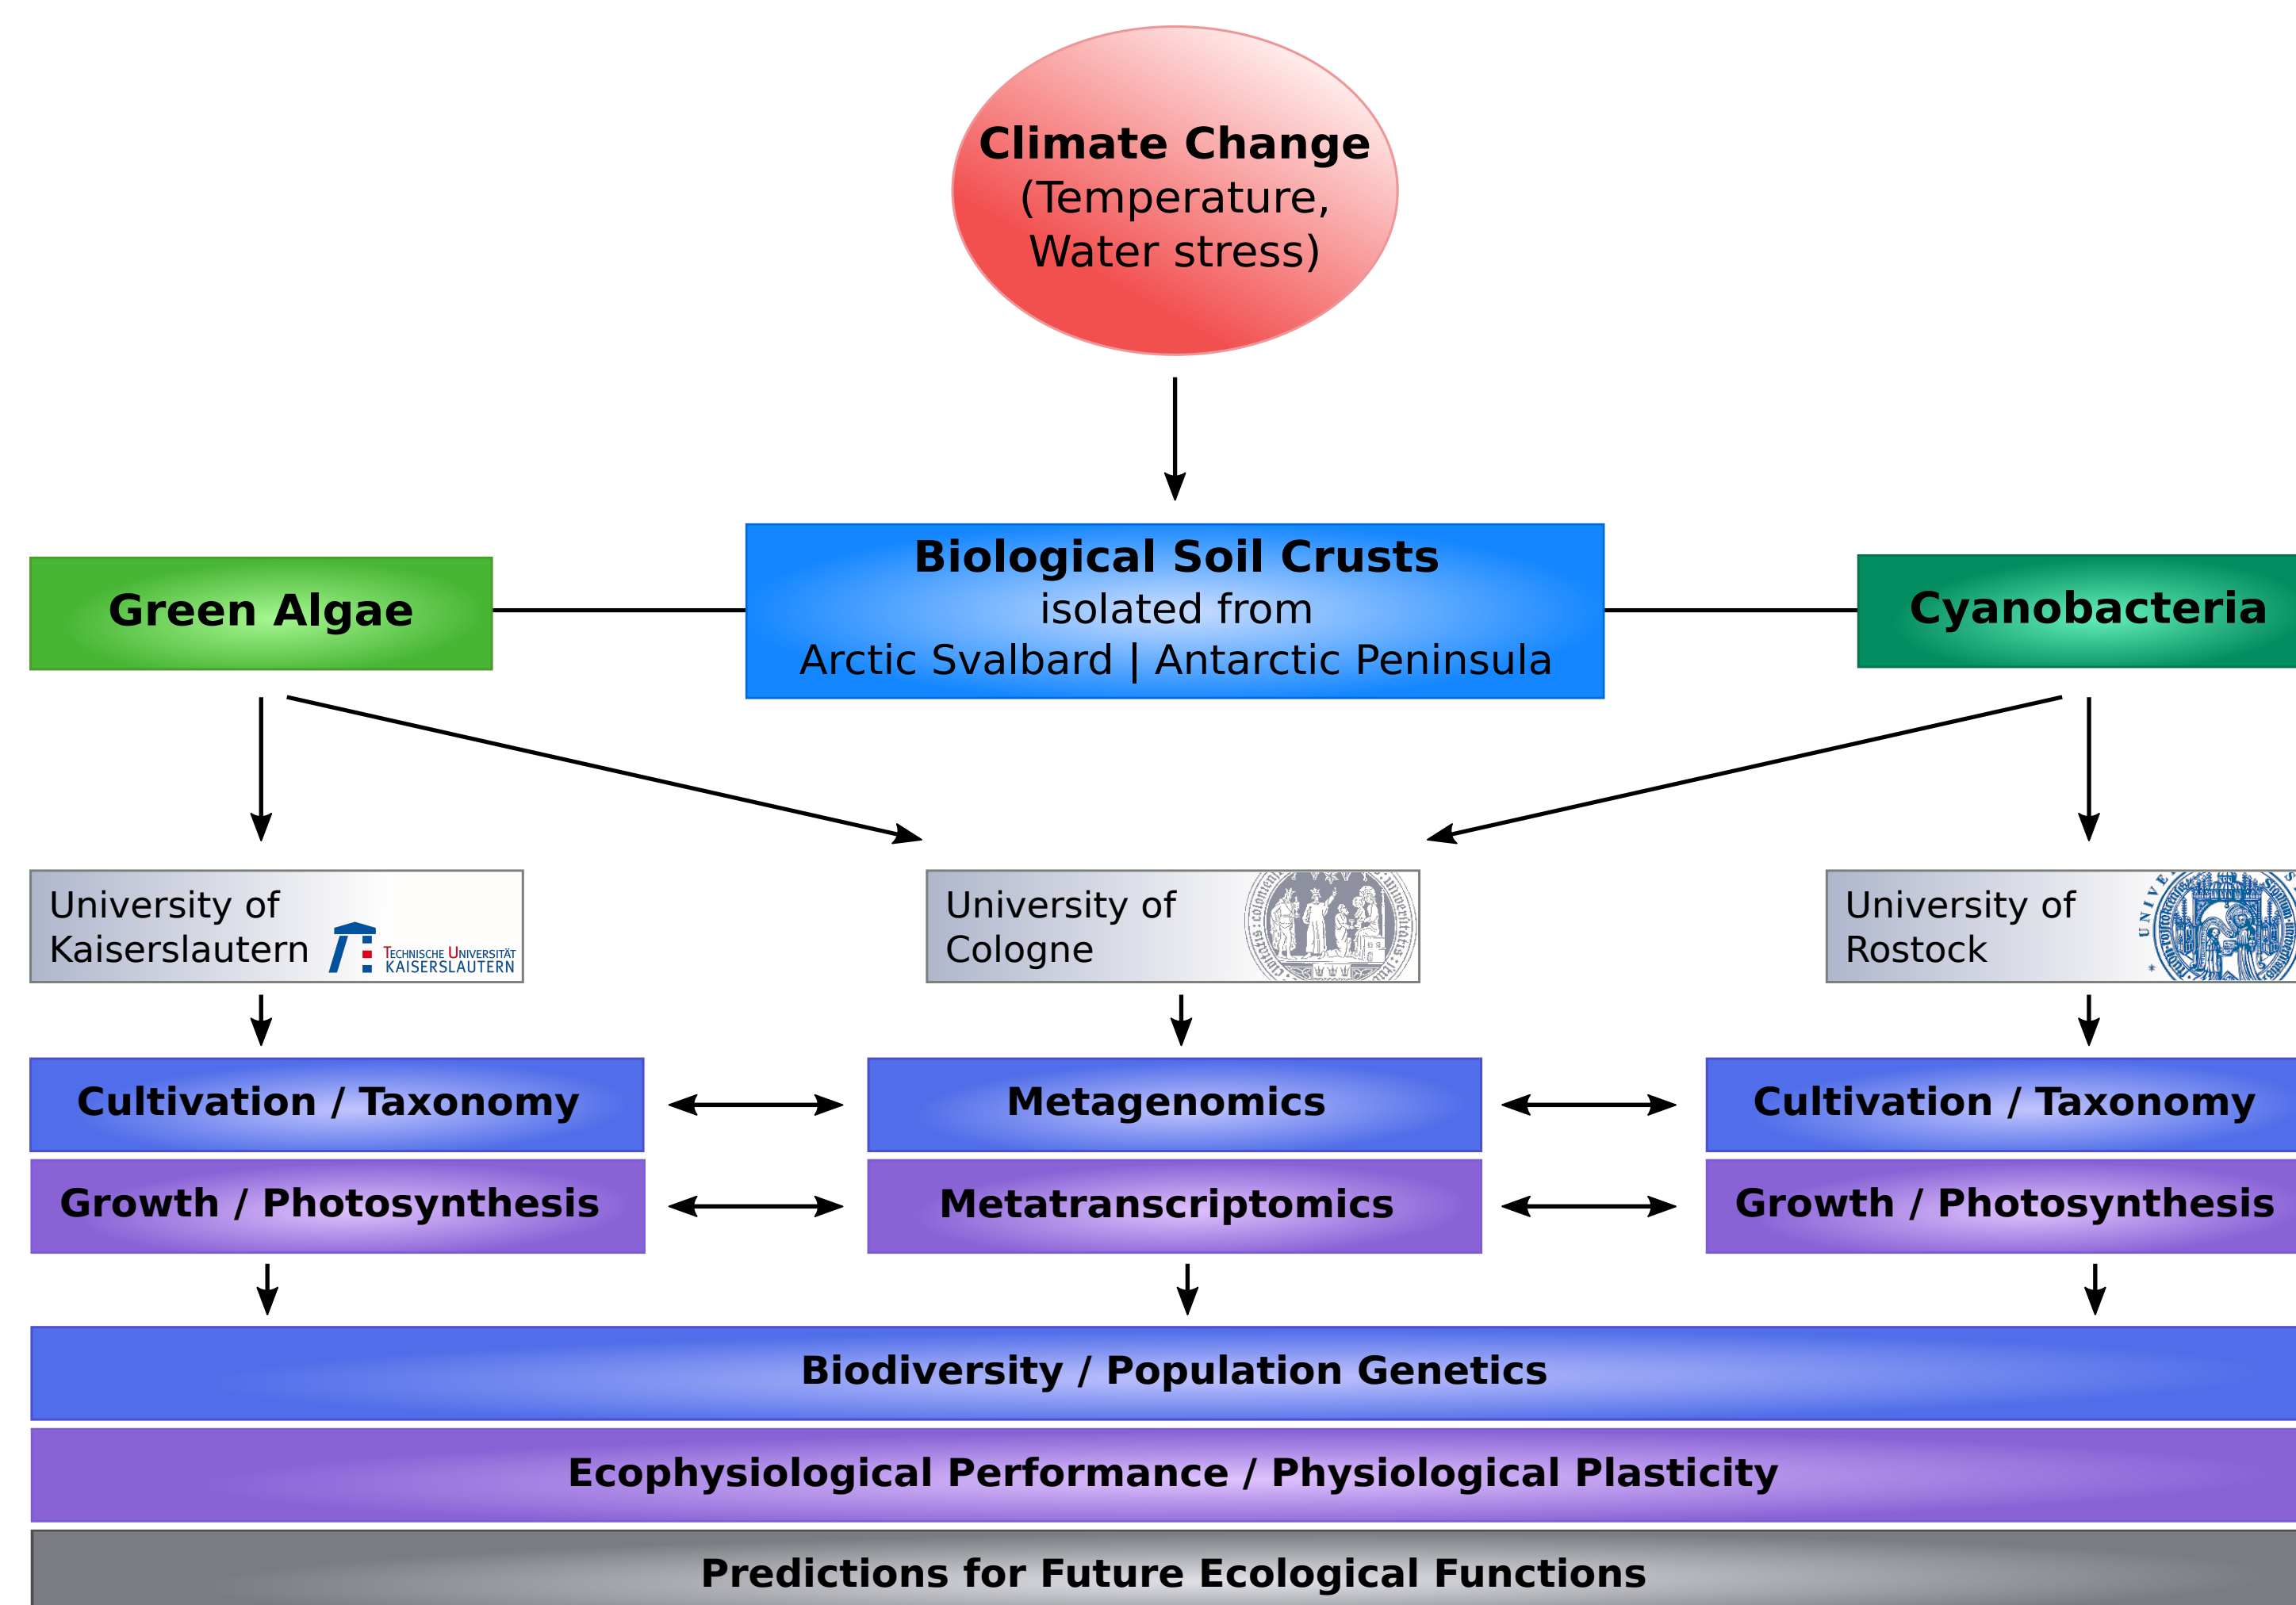 Climate Change
(Temperature,
Water stress)
Green Algae
Biological Soil Crusts
isolated from
Arctic Svalbard | Antarctic Peninsula
Cyanobacteria
University of
Kaiserslautern
TECHNISCHE UNIVERSITÄT
KAISERSLAUTERN
University of
Cologne
University of
Rostock
UNIVE
Cultivation / Taxonomy
Metagenomics
Cultivation / Taxonomy
Growth / Photosynthesis
Metatranscriptomics
Growth / Photosynthesis
Biodiversity / Population Genetics
Ecophysiological Performance / Physiological Plasticity
Predictions for Future Ecological Functions